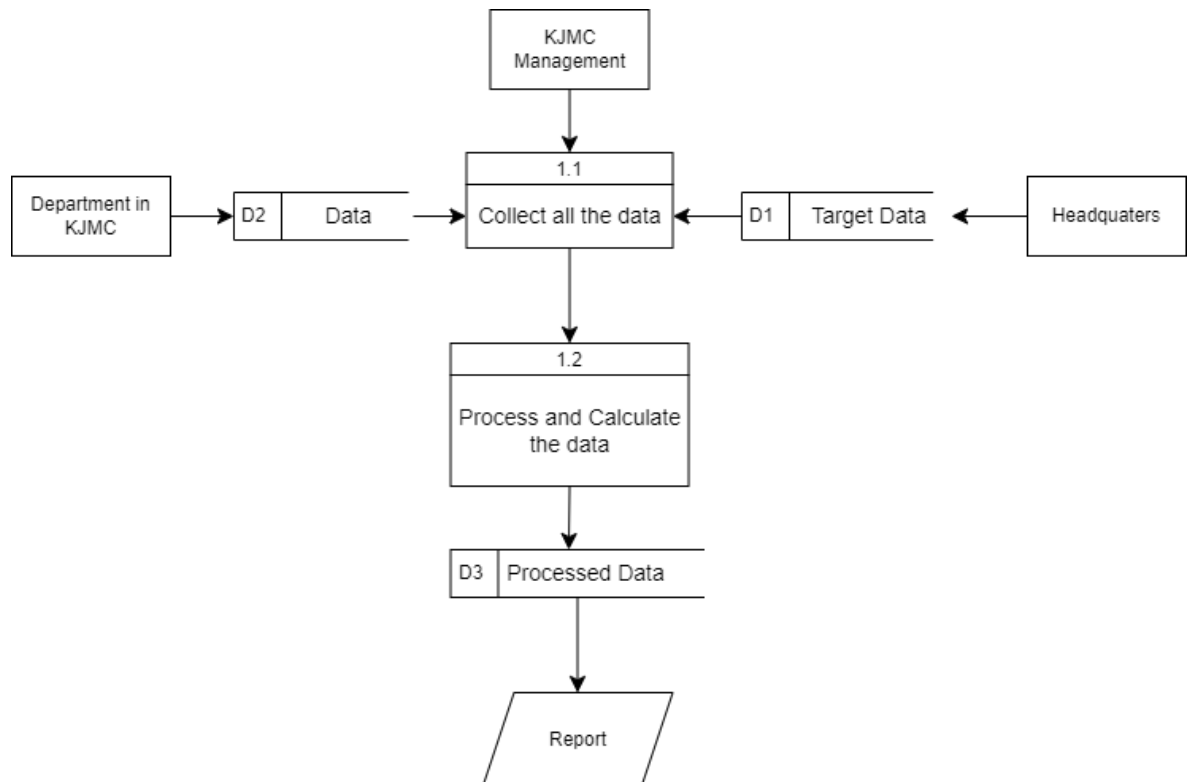 KJMC
Management
1.1
Collect all the data
Department in
KJMC
D2
Data
D1
Target Data
Headquaters
1.2
Process and Calculate
the data
D3
Processed Data
Report